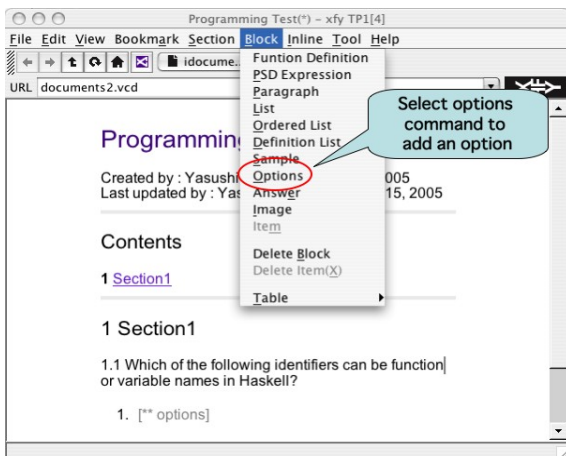 Programming Test(*) – xfy TP1[4]
File Edit View Bookmark Section Block Inline Tool Help
idocume..
URL documents2.vcd
Funtion Definition
PSD Expression
Paragraph
List
Ordered List
Definition List
Sample
Options
Answer
Image
Item
Delete Block
Delete Item(X)
Table
Select options
command to
add an option
Programmin
Created by : Yasushi 005
Last updated by : Yas 15, 2005
Contents
1 Section1
1 Section1
1.1 Which of the following identifiers can be function
or variable names in Haskell?
1. [** options]